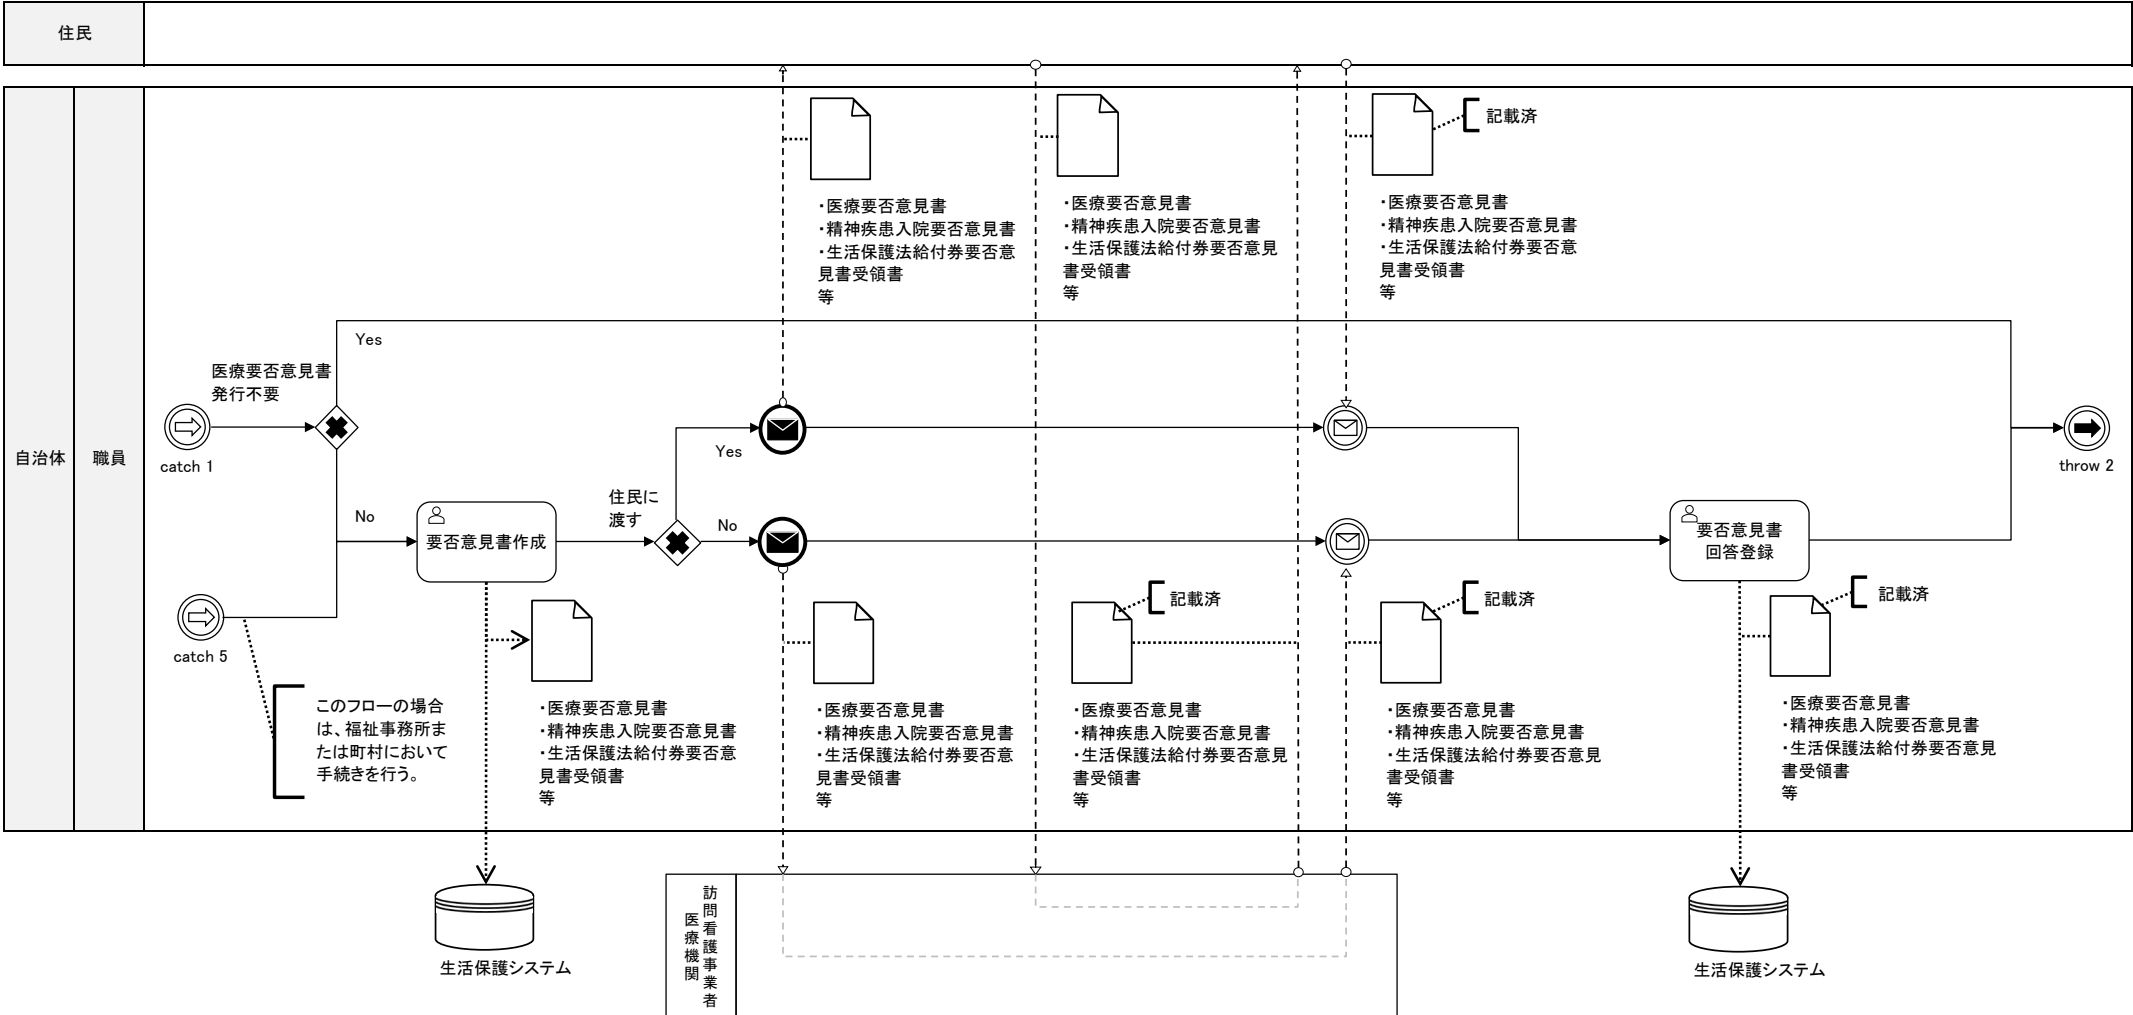 住民
自治体
職員
記載済
・医療要否意見書
・精神疾患入院要否意見書
・生活保護法給付券要否意
見書受領書
等
・医療要否意見書
・精神疾患入院要否意見書
・生活保護法給付券要否意見
書受領書
等
・医療要否意見書
・精神疾患入院要否意見書
・生活保護法給付券要否意
見書受領書
等
Yes
医療要否意見書
発行不要
catch 1
No
要否意見書作成
住民に
渡す
Yes
No
要否意見書
回答登録
throw 2
catch 5
このフローの場合
は、福祉事務所ま
たは町村において
手続きを行う。
・医療要否意見書
・精神疾患入院要否意見書
・生活保護法給付券要否意
見書受領書
等
・医療要否意見書
・精神疾患入院要否意見書
・生活保護法給付券要否意
見書受領書
等
記載済
・医療要否意見書
・精神疾患入院要否意見書
・生活保護法給付券要否意見
書受領書
等
記載済
・医療要否意見書
・精神疾患入院要否意見書
・生活保護法給付券要否意見
書受領書
等
記載済
・医療要否意見書
・精神疾患入院要否意見書
・生活保護法給付券要否意見
書受領書
等
生活保護システム
訪問看護事業者
医療機関
生活保護システム